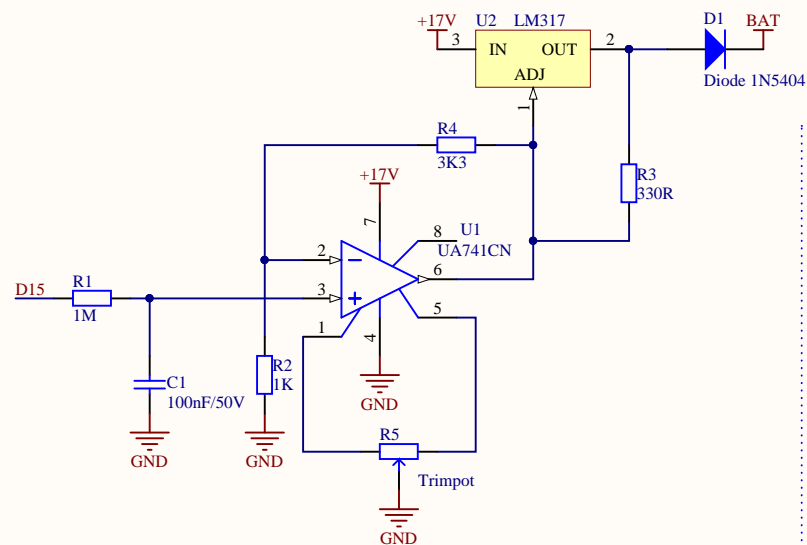 +17V
U2
LM317
D1
BAT
3
IN
OUT
2
ADJ
1
Diode 1N5404
R4
3K3
+17V
R3
330R
7
8
U1
UA741CN
2
6
D15
R1
1M
3
1
5
4
C1
100nF/50V
R2
1K
GND
GND
GND
R5
Trimpot
GND